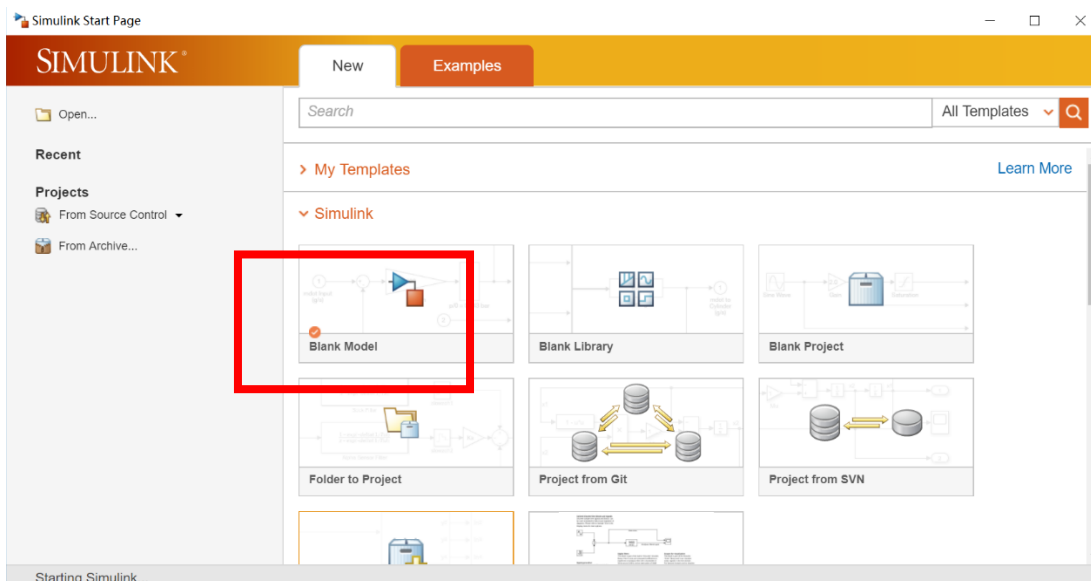 Simulink Start Page
SIMULINK®
New
Examples
Open...
Recent
Projects
From Source Control
From Archive...
Search
All Templates
My Templates
Learn More
Simulink
Blank Model
Blank Library
Blank Project
Folder to Project
Project from Git
Project from SVN
Starting Simulink